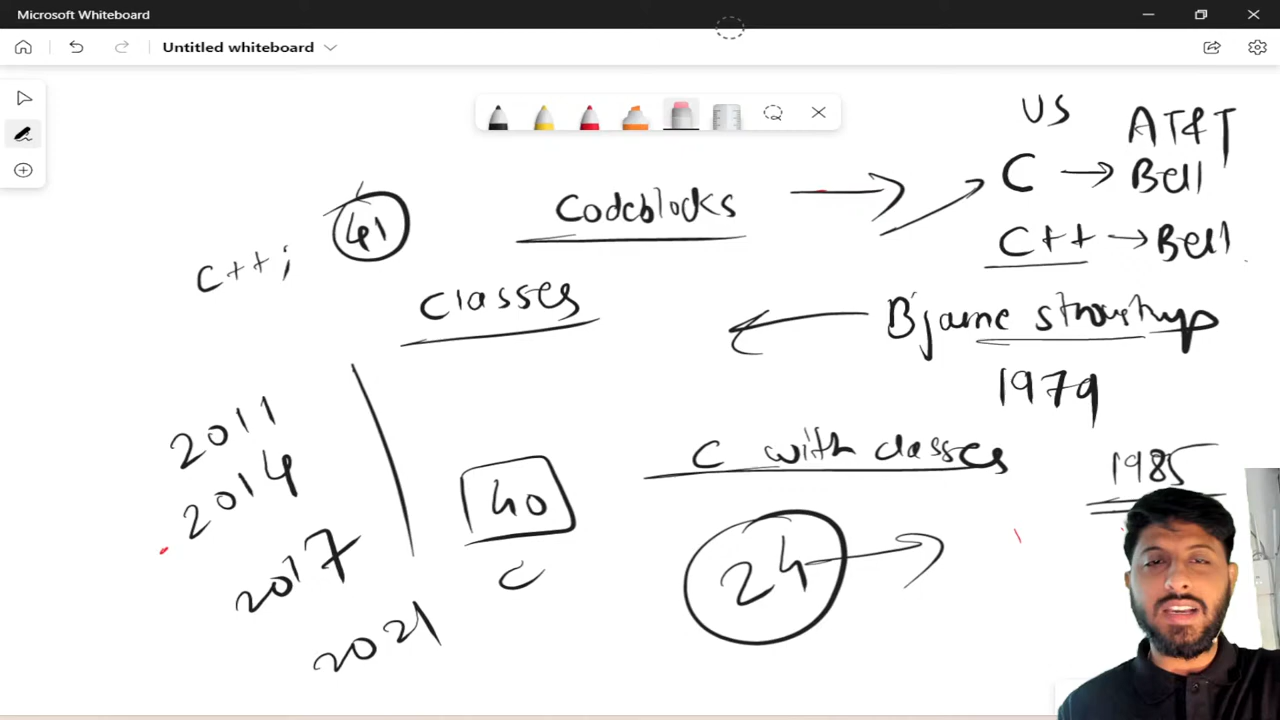 Microsoft Whiteboard
Untitled whiteboard
US
AT&T
C → Bell
C++ → Bell
Codeblocks
41
C++;
Classes
Bjarne stroustrup
1979
2011
2014
2017
2021
C with classes
1985
40
C
24